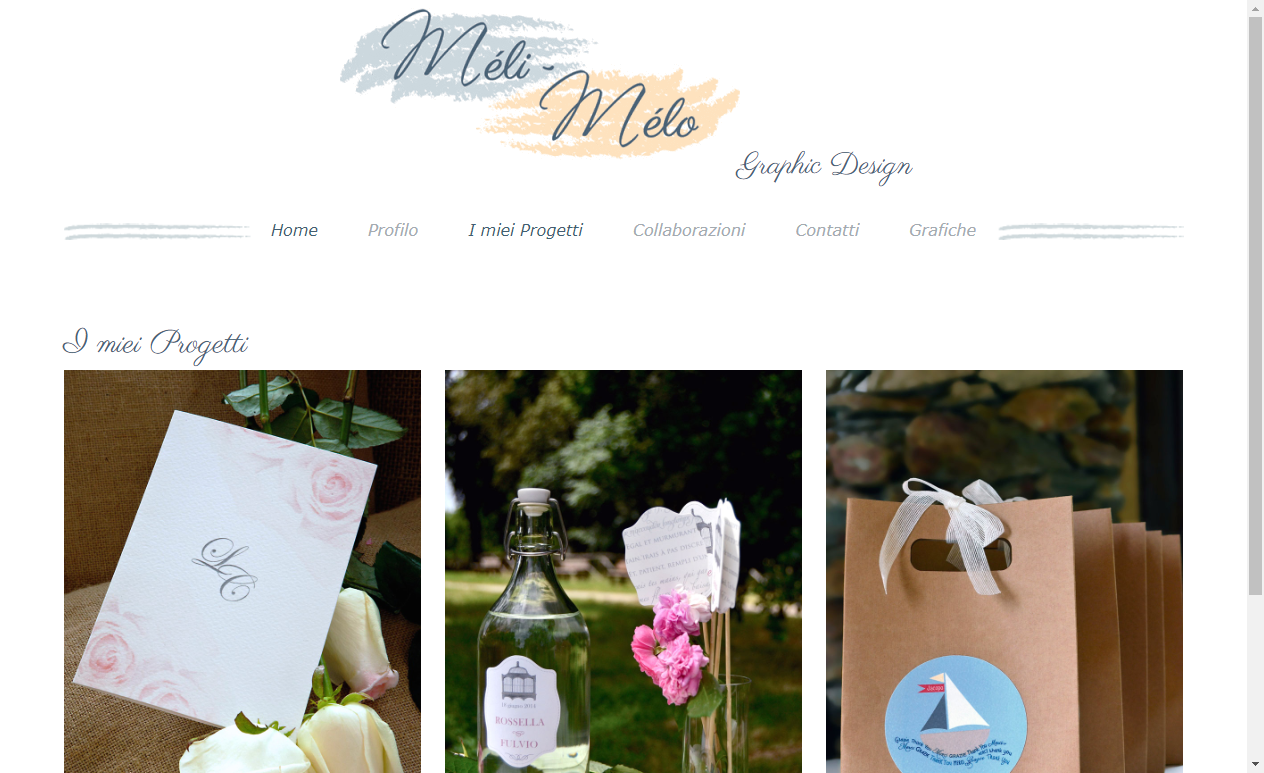 Méli-
Mélo
Graphic Design
Home Profilo I miei Progetti Collaborazioni Contatti Grafiche
I miei Progetti
LC
ROSSELLA
FULVIO